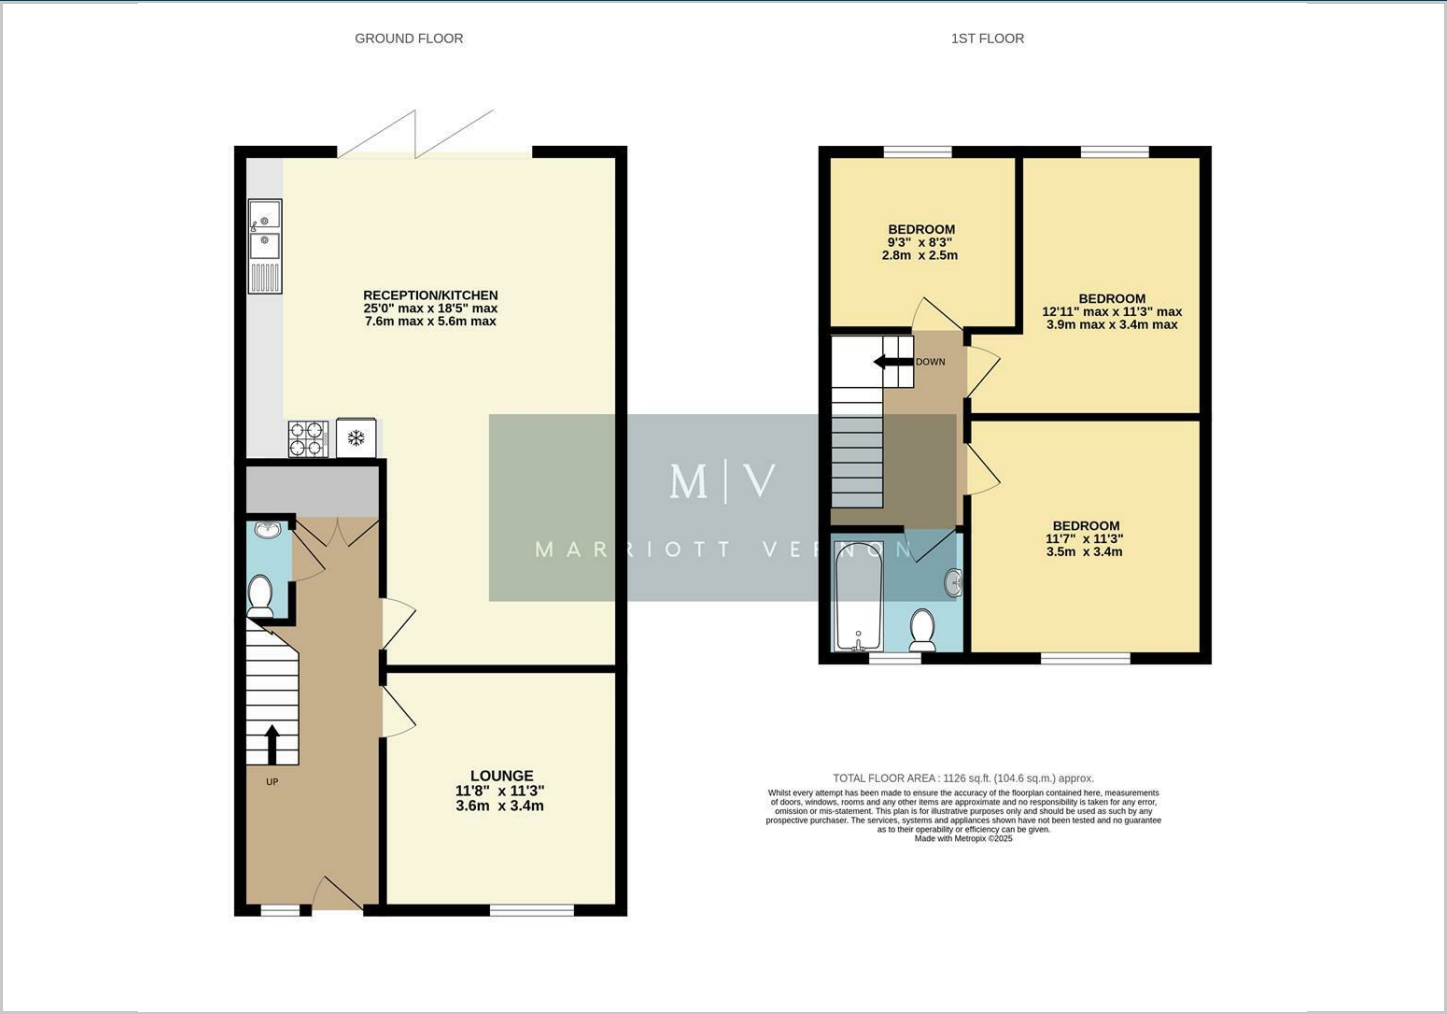 GROUND FLOOR
1ST FLOOR
RECEPTION/KITCHEN
25'0" max x 18'5" max
7.6m max x 5.6m max
BEDROOM
9'3" x 8'3"
2.8m x 2.5m
BEDROOM
12'11" max x 11'3" max
3.9m max x 3.4m max
DOWN
M|V
MARRIOTT VERNON
BEDROOM
11'7" x 11'3"
3.5m x 3.4m
UP
LOUNGE
11'8" x 11'3"
3.6m x 3.4m
TOTAL FLOOR AREA : 1126 sq.ft. (104.6 sq.m.) approx.
Whilst every attempt has been made to ensure the accuracy of the floorplan contained here, measurements
of doors, windows, rooms and any other items are approximate and no responsibility is taken for any error,
omission or mis-statement. This plan is for illustrative purposes only and should be used as such by any
prospective purchaser. The services, systems and appliances shown have not been tested and no guarantee
as to their operability or efficiency can be given.
Made with Metropix ©2025